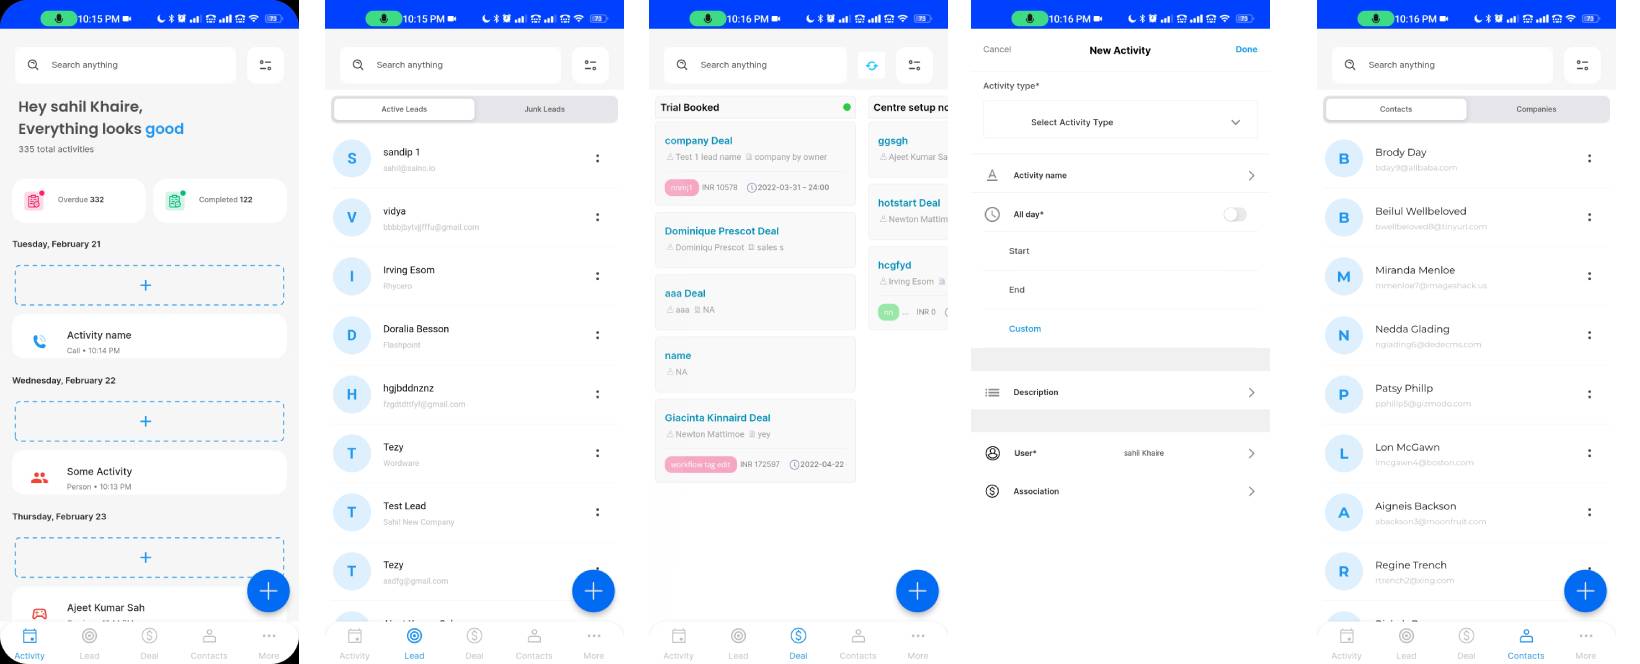 10:15 PM
73
Search anything
Hey sahil Khaire,
Everything looks good
335 total activities
Overdue 332
Completed 122
Tuesday, February 21
+
Activity name
Call • 10:14 PM
Wednesday, February 22
+
Some Activity
Person • 10:13 PM
Thursday, February 23
+
Ajeet Kumar Sah
Activity
Lead
Deal
Contacts
More
10:15 PM
73
Search anything
Active Leads
Junk Leads
S
sandip 1
sahil@salnc.io
V
vidya
bbbbjbytvjjfffu@gmail.com
I
Irving Esom
Rhycero
D
Doralia Besson
Flashpoint
H
hgjbddnznz
fzgdtdttfyf@gmail.com
T
Tezy
Wordware
T
Test Lead
Sahil New Company
T
Tezy
asdfg@gmail.com
Activity
Lead
Deal
Contacts
More
10:16 PM
73
Search anything
Trial Booked
company Deal
Test 1 lead name
company by owner
nnmj1
INR 10578
2022-03-31 - 24:00
Dominique Prescot Deal
Dominiqu Prescot
sales s
aaa Deal
aaa
NA
name
NA
Giacinta Kinnaird Deal
Newton Mattimoe
yey
workflow tag edit
INR 172597
2022-04-22
Centre setup no
ggsgh
Ajeet Kumar Sa
hotstart Deal
Newton Mattim
hcgfyd
Irving Esom
nn
...
INR 0
Activity
Lead
Deal
Contacts
More
10:16 PM
73
Cancel
New Activity
Done
Activity type*
Select Activity Type
Activity name
All day*
Start
End
Custom
Description
User*
sahil Khaire
Association
10:16 PM
73
Search anything
Contacts
Companies
B
Brody Day
bday9@alibaba.com
B
Beilul Wellbeloved
bwellbeloved8@tinyurl.com
M
Miranda Menloe
mmenloe7@imageshack.us
N
Nedda Glading
nglading6@dedecms.com
P
Patsy Phillp
pphillp5@gizmodo.com
L
Lon McGawn
lmcgawn4@boston.com
A
Aigneis Backson
abackson3@moonfruit.com
R
Regine Trench
rtrench2@xing.com
Activity
Lead
Deal
Contacts
More